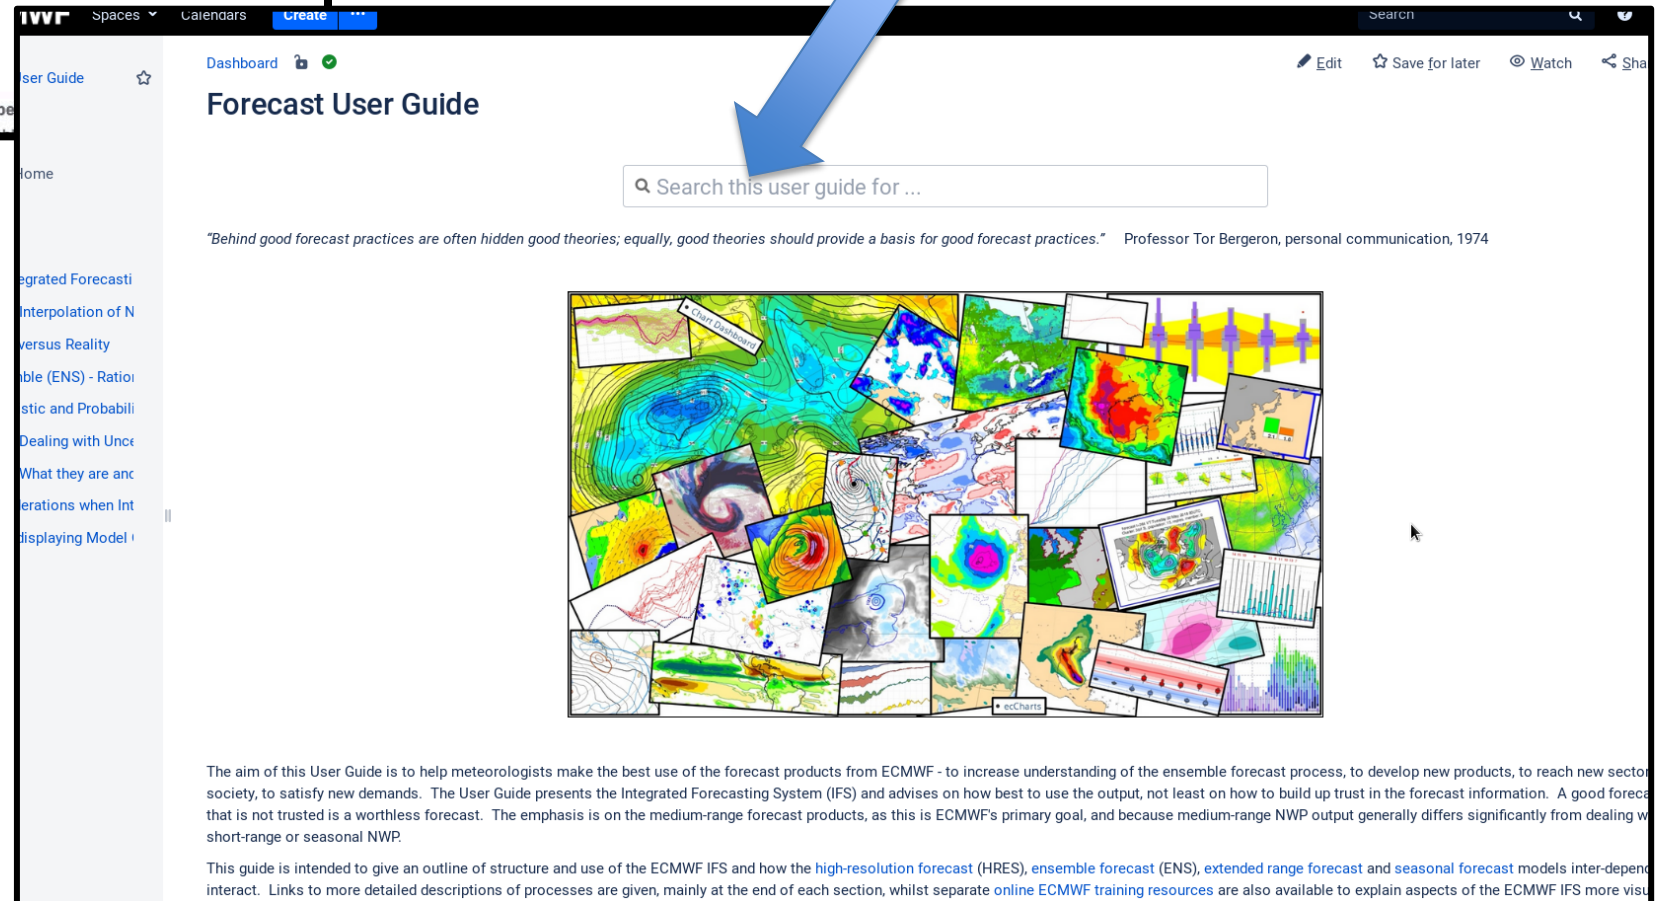 Spaces Calendars Create ... Search
User Guide
Dashboard Edit Save for later Watch Sha
Forecast User Guide
Home
Search this user guide for ...
“Behind good forecast practices are often hidden good theories; equally, good theories should provide a basis for good forecast practices.” Professor Tor Bergeron, personal communication, 1974
egrated Forecasti
Interpolation of N
versus Reality
ble (ENS) - Ration
stic and Probabili
Dealing with Unce
What they are and
erations when Int
displaying Model
• Chart Dashboard
• ecCharts
The aim of this User Guide is to help meteorologists make the best use of the forecast products from ECMWF - to increase understanding of the ensemble forecast process, to develop new products, to reach new sector
society, to satisfy new demands. The User Guide presents the Integrated Forecasting System (IFS) and advises on how best to use the output, not least on how to build up trust in the forecast information. A good foreca
that is not trusted is a worthless forecast. The emphasis is on the medium-range forecast products, as this is ECMWF's primary goal, and because medium-range NWP output generally differs significantly from dealing w
short-range or seasonal NWP.
This guide is intended to give an outline of structure and use of the ECMWF IFS and how the high-resolution forecast (HRES), ensemble forecast (ENS), extended range forecast and seasonal forecast models inter-depend
interact. Links to more detailed descriptions of processes are given, mainly at the end of each section, whilst separate online ECMWF training resources are also available to explain aspects of the ECMWF IFS more visu